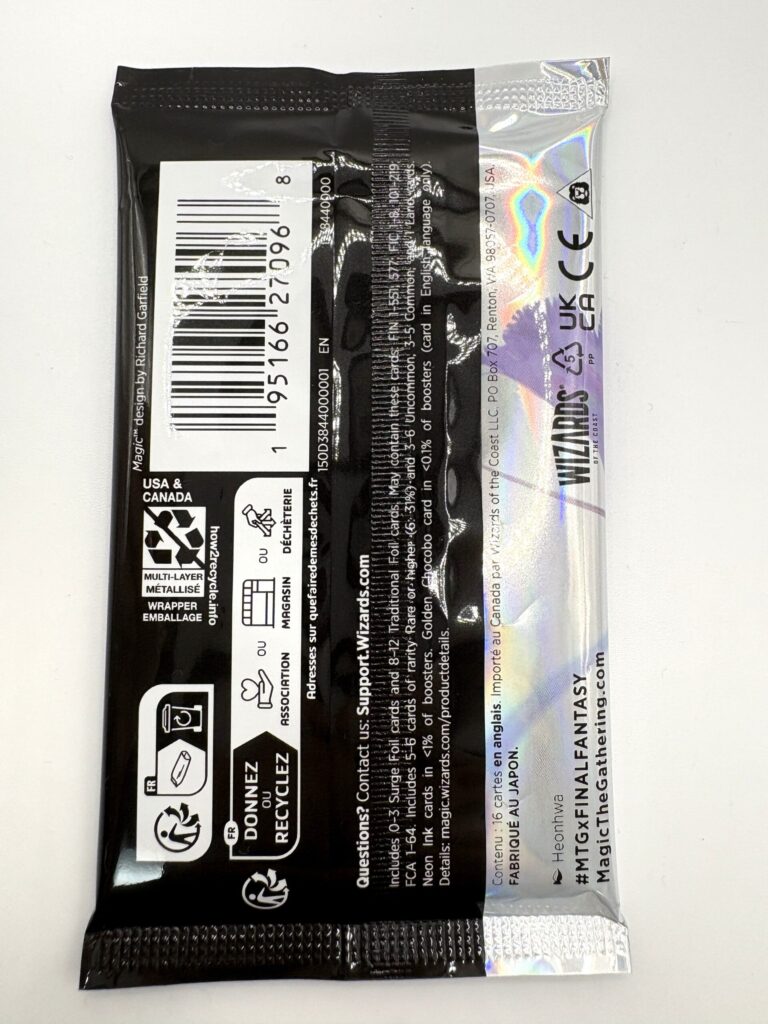 Magic™ design by Richard Garfield
1 95166 27096 8
USA &
CANADA
MULTI-LAYER
MÉTALLISÉ
WRAPPER
EMBALLAGE
how2recycle.info
FR
FR
DONNEZ
OU
RECYCLEZ
ASSOCIATION
OU
MAGASIN
OU
DÉCHÈTERIE
Adresses sur quefairedemesdechets.fr
150D38440000001 EN
Questions? Contact us: Support.Wizards.com
Includes 0-3 Surge Foil cards and 8-12 Traditional Foil cards. May contain these cards: FIN 1-551, 577; FCA
FCA 1-64. Includes 5-6 cards of rarity Rare or higher (6: 31%) and 3-6 Uncommon, 3-5 Common, and 1 Land cards.
Neon Ink cards in <1% of boosters. Golden Chocobo card in <0.1% of boosters (card in English language only).
Details: magic.wizards.com/productdetails.
Contenu : 16 cartes en anglais. Importé au Canada par Wizards of the Coast LLC, PO Box 707, Renton, WA 98057-0707, USA.
FABRIQUÉ AU JAPON.
Heonhwa
#MTGxFINALFANTASY
MagicTheGathering.com
WIZARDS
OF THE COAST
5
PP
UK
CA
CE